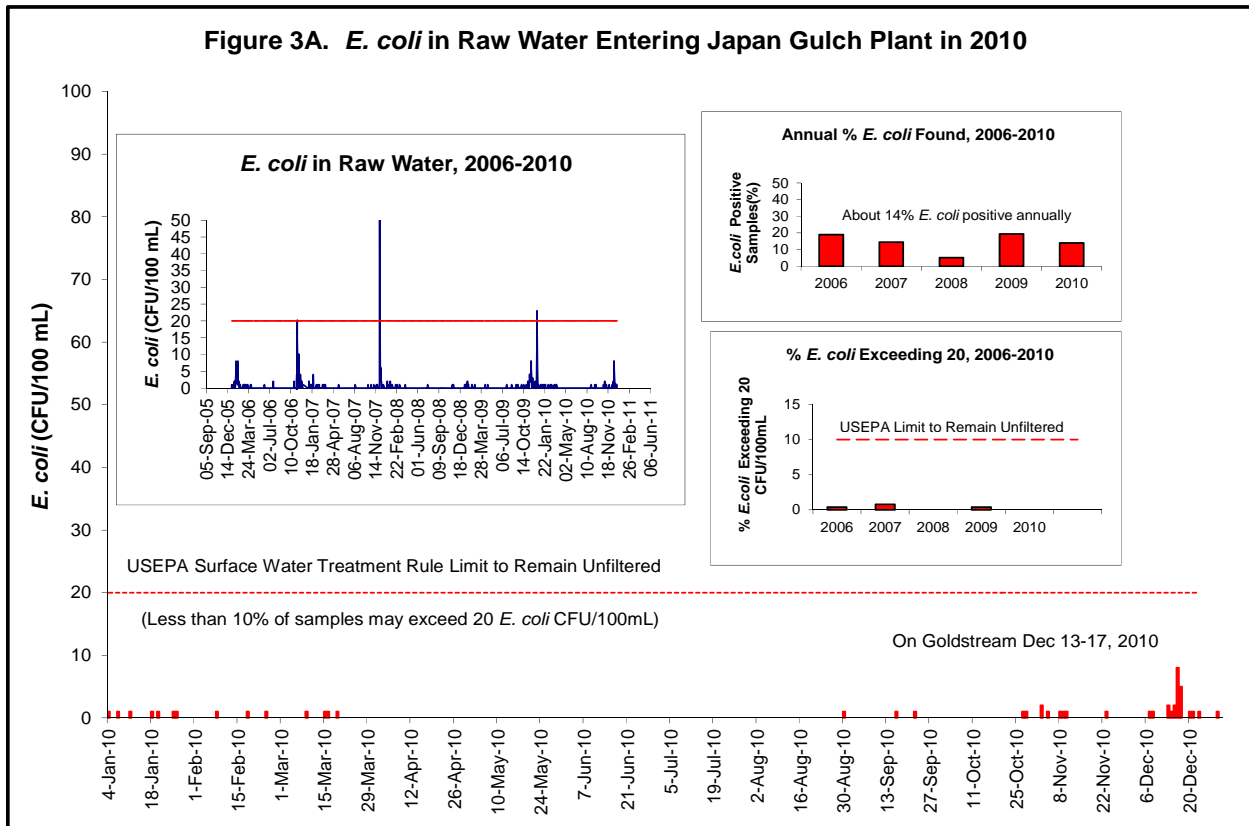 Figure 3A. E. coli in Raw Water Entering Japan Gulch Plant in 2010
E. coli (CFU/100 mL)
100
90
80
70
60
50
40
30
20
10
0
E. coli in Raw Water, 2006-2010
E. coli (CFU/100 mL)
50
45
40
35
30
25
20
15
10
5
0
05-Sep-05
14-Dec-05
24-Mar-06
02-Jul-06
10-Oct-06
18-Jan-07
28-Apr-07
06-Aug-07
14-Nov-07
22-Feb-08
01-Jun-08
09-Sep-08
18-Dec-08
28-Mar-09
06-Jul-09
14-Oct-09
22-Jan-10
02-May-10
10-Aug-10
18-Nov-10
26-Feb-11
06-Jun-11
Annual % E. coli Found, 2006-2010
E.coli Positive
Samples(%)
50
40
30
20
10
0
About 14% E. coli positive annually
2006 2007 2008 2009 2010
% E. coli Exceeding 20, 2006-2010
% E.coli Exceeding 20
CFU/100mL
15
10
5
0
USEPA Limit to Remain Unfiltered
2006 2007 2008 2009 2010
USEPA Surface Water Treatment Rule Limit to Remain Unfiltered
(Less than 10% of samples may exceed 20 E. coli CFU/100mL)
On Goldstream Dec 13-17, 2010
4-Jan-10
18-Jan-10
1-Feb-10
15-Feb-10
1-Mar-10
15-Mar-10
29-Mar-10
12-Apr-10
26-Apr-10
10-May-10
24-May-10
7-Jun-10
21-Jun-10
5-Jul-10
19-Jul-10
2-Aug-10
16-Aug-10
30-Aug-10
13-Sep-10
27-Sep-10
11-Oct-10
25-Oct-10
8-Nov-10
22-Nov-10
6-Dec-10
20-Dec-10